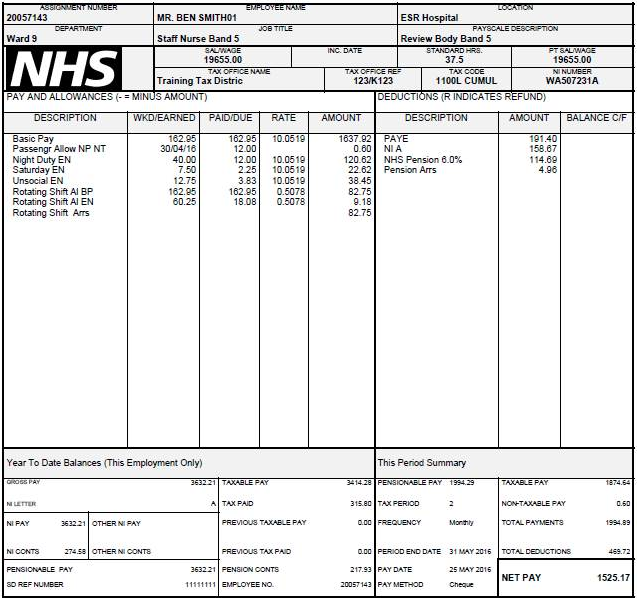 ASSIGNMENT NUMBER EMPLOYEE NAME LOCATION
20057143 MR. BEN SMITH01 ESR Hospital
DEPARTMENT JOB TITLE PAYSCALE DESCRIPTION
Ward 9 Staff Nurse Band 5 Review Body Band 5
NHS
SAL/WAGE INC. DATE STANDARD HRS. PT SAL/WAGE
19655.00 37.5 19655.00
TAX OFFICE NAME TAX OFFICE REF TAX CODE NI NUMBER
Training Tax Distric 123/K123 1100L CUMUL WA507231A
PAY AND ALLOWANCES (- = MINUS AMOUNT) DEDUCTIONS (R INDICATES REFUND)
DESCRIPTION WKD/EARNED PAID/DUE RATE AMOUNT DESCRIPTION AMOUNT BALANCE C/F
Basic Pay 162.95 162.95 10.0519 1637.92 PAYE 191.40
Passengr Allow NP NT 30/04/16 12.00 0.60 NI A 158.67
Night Duty EN 40.00 12.00 10.0519 120.62 NHS Pension 6.0% 114.69
Saturday EN 7.50 2.25 10.0519 22.62 Pension Arrs 4.96
Unsocial EN 12.75 3.83 10.0519 38.45
Rotating Shift Al BP 162.95 162.95 0.5078 82.75
Rotating Shift Al EN 60.25 18.08 0.5078 9.18
Rotating Shift Arrs 82.75
Year To Date Balances (This Employment Only) This Period Summary
GROSS PAY 3632.21 TAXABLE PAY 3414.28 PENSIONABLE PAY 1994.29 TAXABLE PAY 1874.64
NI LETTER A TAX PAID 315.80 TAX PERIOD 2 NON-TAXABLE PAY 0.60
NI PAY 3632.21 OTHER NI PAY PREVIOUS TAXABLE PAY 0.00 FREQUENCY Monthly TOTAL PAYMENTS 1994.89
NI CONTS 274.58 OTHER NI CONTS PREVIOUS TAX PAID 0.00 PERIOD END DATE 31 MAY 2016 TOTAL DEDUCTIONS 469.72
PENSIONABLE PAY 3632.21 PENSION CONTS 217.93 PAY DATE 25 MAY 2016 NET PAY 1525.17
SD REF NUMBER 11111111 EMPLOYEE NO. 20057143 PAY METHOD Cheque